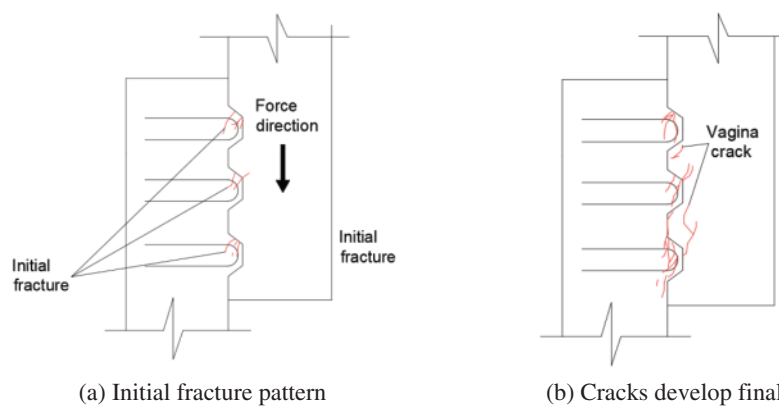 Force
direction
Initial
fracture
Initial
fracture
(a) Initial fracture pattern
Vagina
crack
(b) Cracks develop final